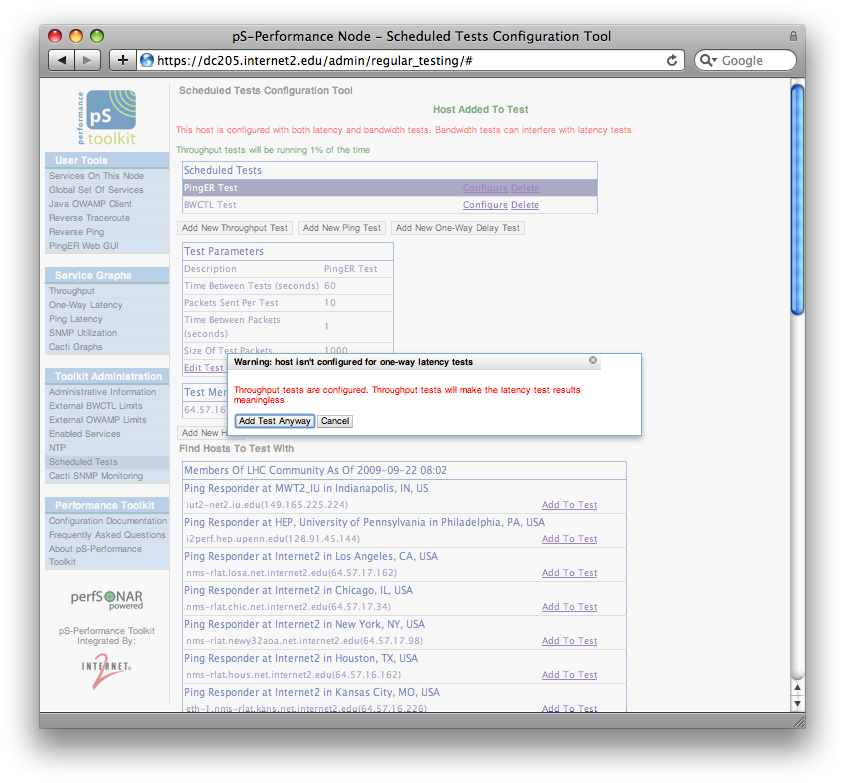 pS-Performance Node – Scheduled Tests Configuration Tool
https://dc205.internet2.edu/admin/regular_testing/#
Google
performance
pS
toolkit
User Tools
Services On This Node
Global Set Of Services
Java OWAMP Client
Reverse Traceroute
Reverse Ping
PingER Web GUI
Service Graphs
Throughput
One-Way Latency
Ping Latency
SNMP Utilization
Cacti Graphs
Toolkit Administration
Administrative Information
External BWCTL Limits
External OWAMP Limits
Enabled Services
NTP
Scheduled Tests
Cacti SNMP Monitoring
Performance Toolkit
Configuration Documentation
Frequently Asked Questions
About pS-Performance
Toolkit
perfSONAR
powered
pS-Performance Toolkit
Integrated By:
INTERNET
2
Scheduled Tests Configuration Tool
Host Added To Test
This host is configured with both latency and bandwidth tests. Bandwidth tests can interfere with latency tests
Throughput tests will be running 1% of the time
Scheduled Tests
PingER Test Configure Delete
BWCTL Test Configure Delete
Add New Throughput Test Add New Ping Test Add New One-Way Delay Test
Test Parameters
Description PingER Test
Time Between Tests (seconds) 60
Packets Sent Per Test 10
Time Between Packets
(seconds) 1
Size Of Test Packets 1000
Edit Test
Warning: host isn't configured for one-way latency tests
Throughput tests are configured. Throughput tests will make the latency test results
meaningless
Add Test Anyway Cancel
Test Mem
64.57.16
Add New H
Find Hosts To Test With
Members Of LHC Community As Of 2009-09-22 08:02
Ping Responder at MWT2_IU in Indianapolis, IN, US
iut2-net2.iu.edu(149.165.225.224) Add To Test
Ping Responder at HEP, University of Pennsylvania in Philadelphia, PA, USA
i2perf.hep.upenn.edu(128.91.45.144) Add To Test
Ping Responder at Internet2 in Los Angeles, CA, USA
nms-rlat.losa.net.internet2.edu(64.57.17.162) Add To Test
Ping Responder at Internet2 in Chicago, IL, USA
nms-rlat.chic.net.internet2.edu(64.57.17.34) Add To Test
Ping Responder at Internet2 in New York, NY, USA
nms-rlat.newy32aoa.net.internet2.edu(64.57.17.98) Add To Test
Ping Responder at Internet2 in Houston, TX, USA
nms-rlat.hous.net.internet2.edu(64.57.16.162) Add To Test
Ping Responder at Internet2 in Kansas City, MO, USA
eth-1.nms-rlat.kans.net.internet2.edu(64.57.16.226) Add To Test